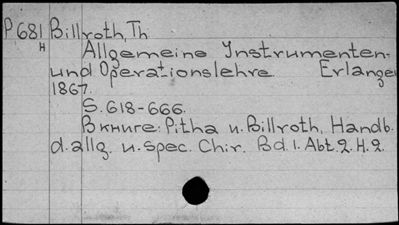 P681 Billroth, Th
H
Allgemeine Instrumenten-
und Operationslehre Erlangen
1867.
S. 618-666.
В книге: Pitha u. Billroth, Handb.
d. allg. u. spec. Chir. Bd. 1. Abt. 2. H. 2.